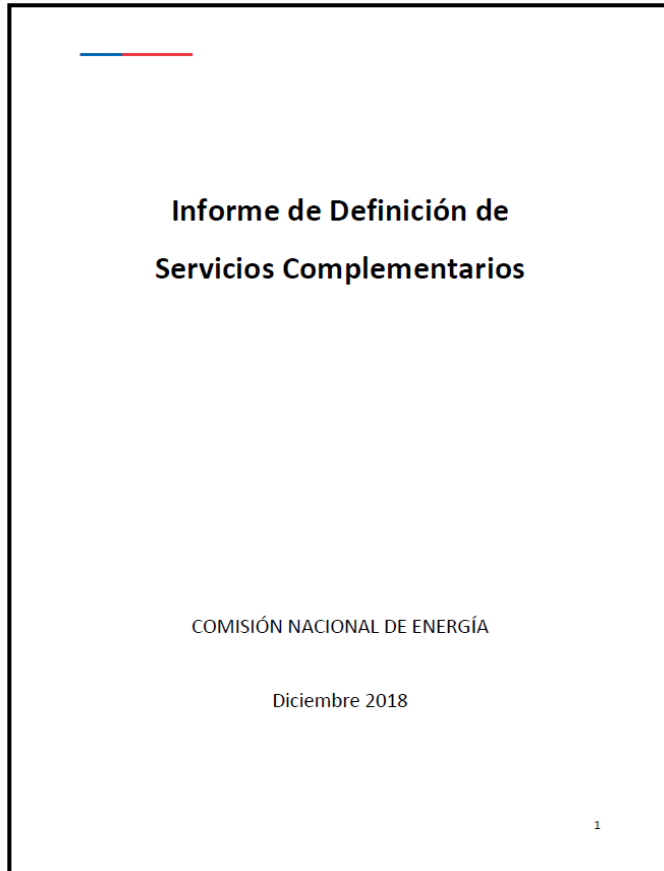 Informe de Definición de
Servicios Complementarios
COMISIÓN NACIONAL DE ENERGÍA
Diciembre 2018
1